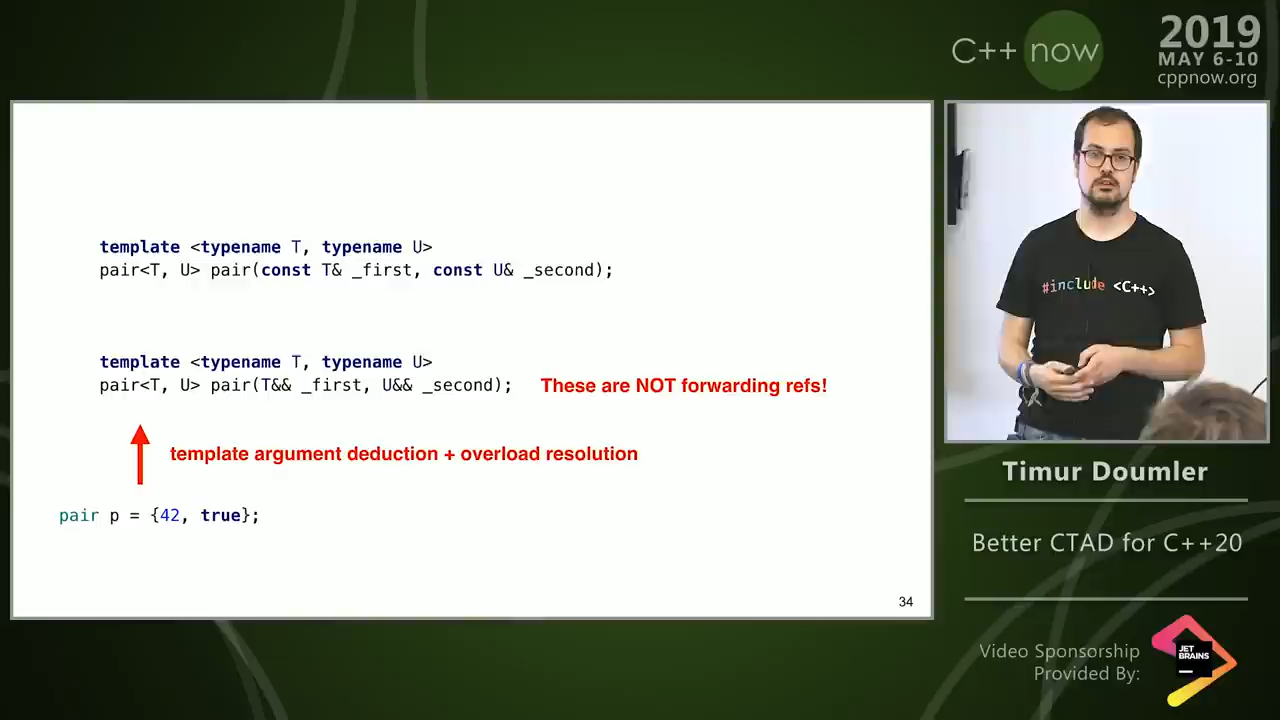 C++ now
2019
MAY 6-10
cppnow.org
template <typename T, typename U>
pair<T, U> pair(const T& _first, const U& _second);
template <typename T, typename U>
pair<T, U> pair(T&& _first, U&& _second);
These are NOT forwarding refs!
template argument deduction + overload resolution
pair p = {42, true};
34
#include <C++>
Timur Doumler
Better CTAD for C++20
Video Sponsorship
Provided By:
JET
BRAINS